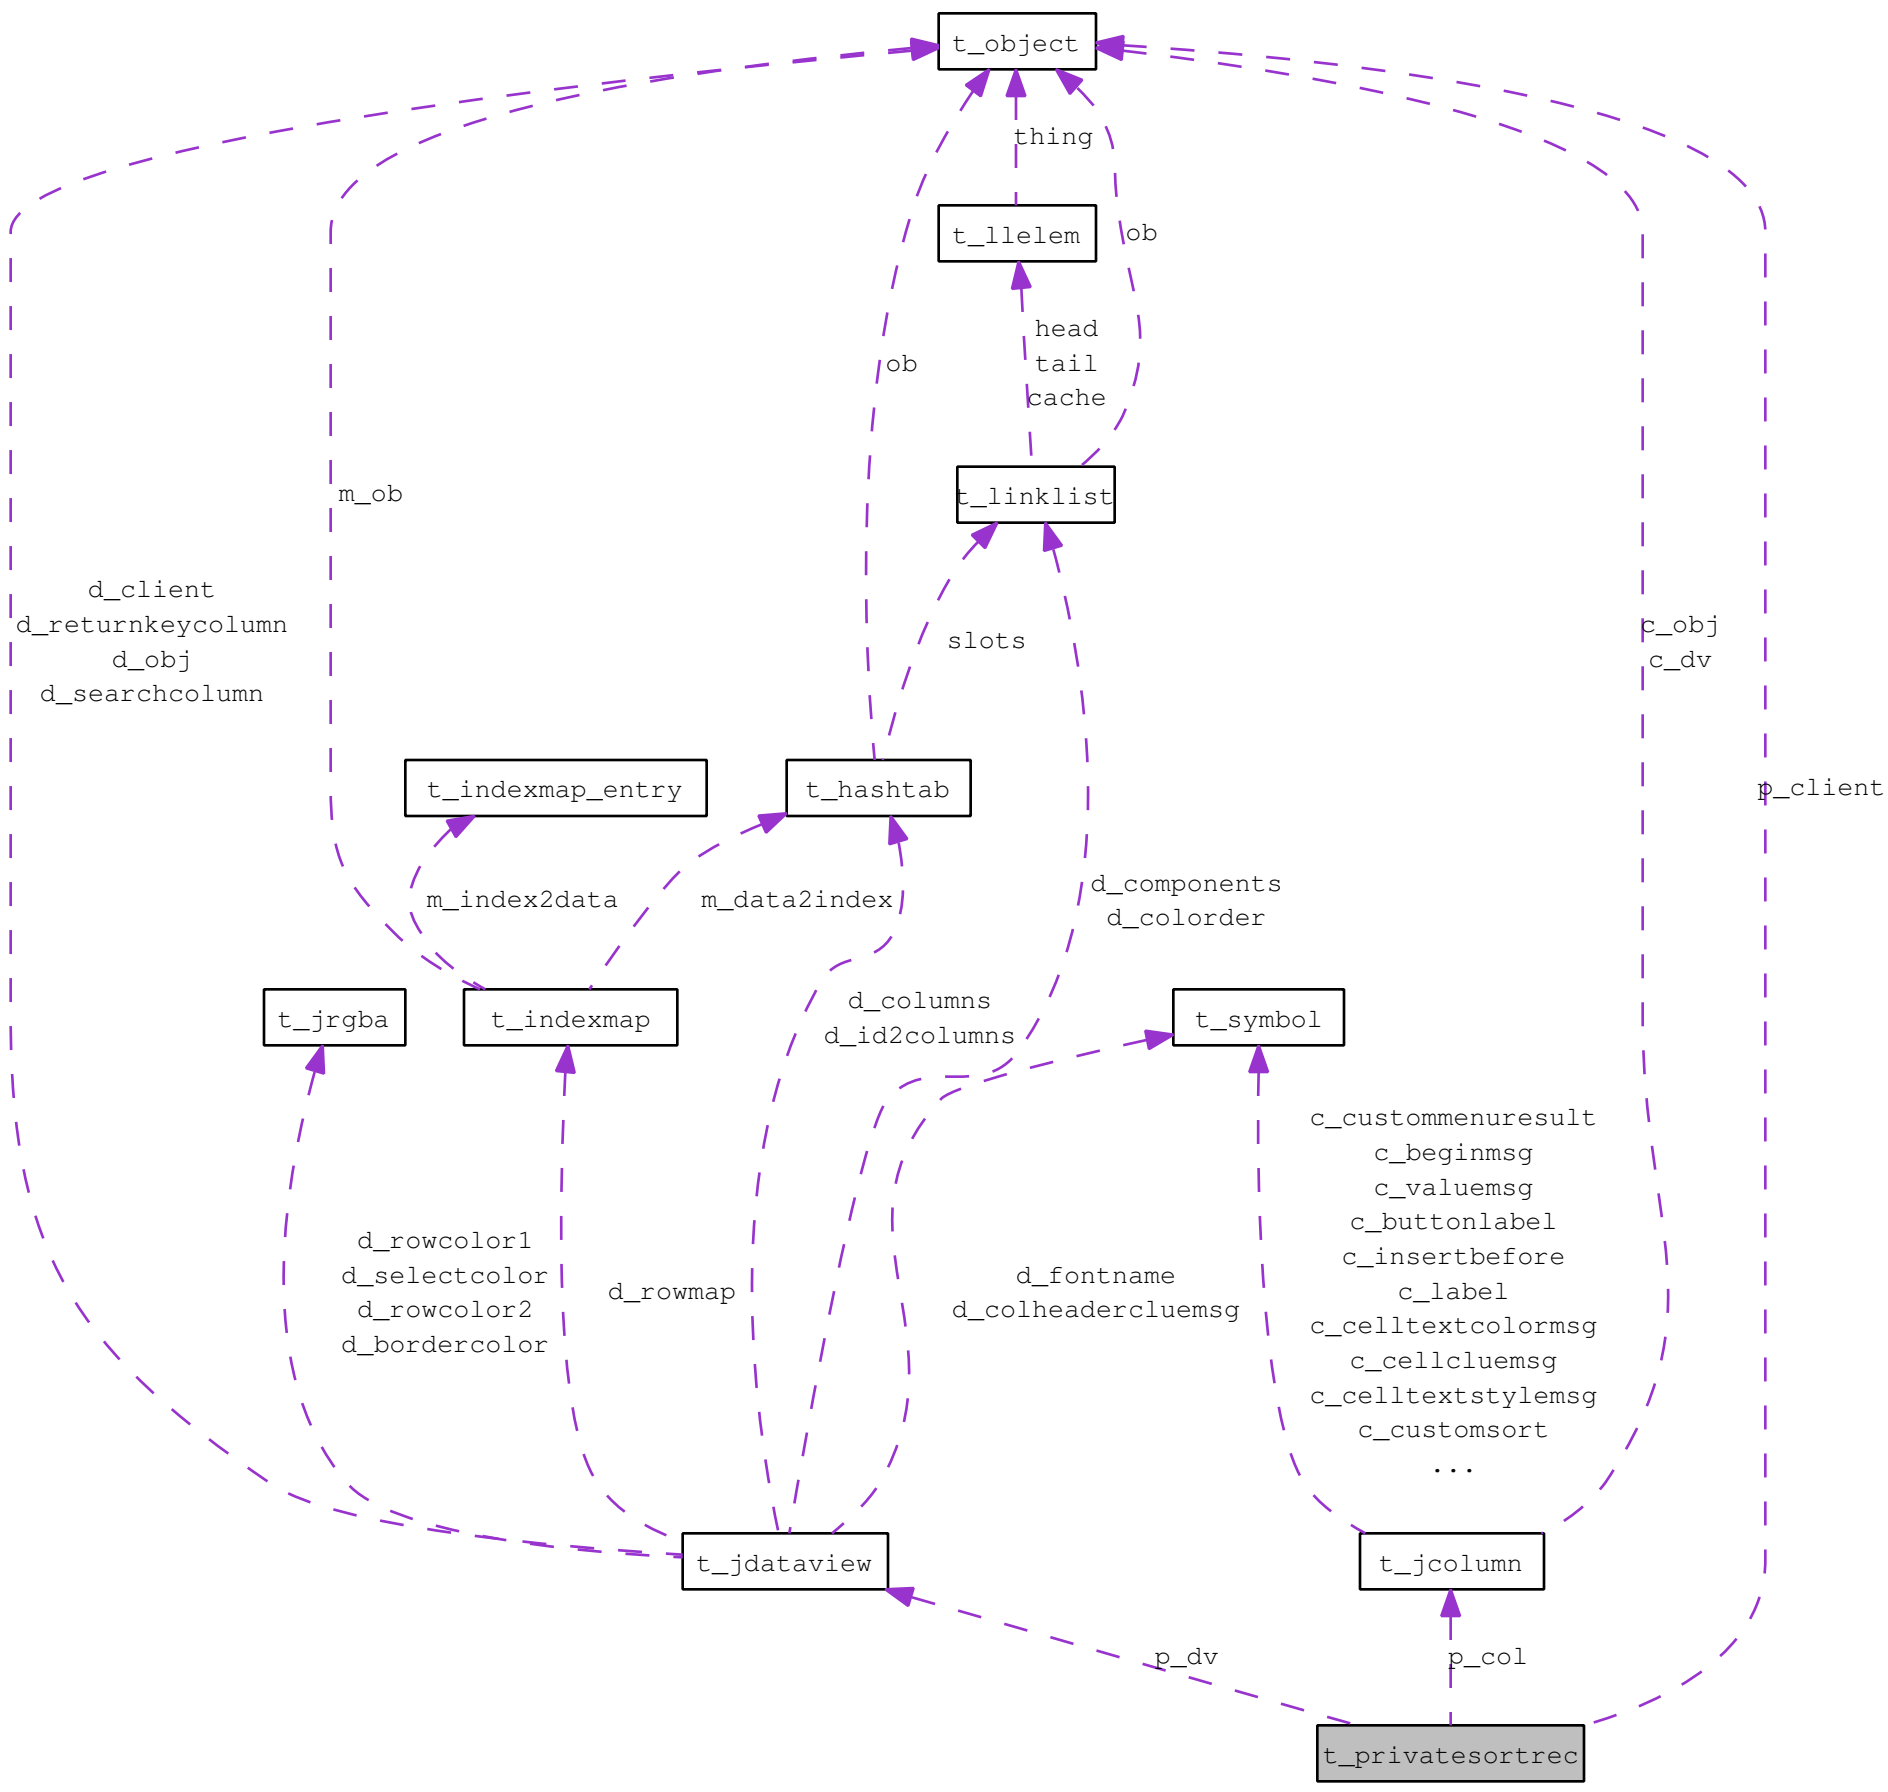 t_object
thing
t_llelem
ob
head
tail
cache
ob
m_ob
t_linklist
d_client
d_returnkeycolumn
d_obj
d_searchcolumn
slots
c_obj
c_dv
t_indexmap_entry
t_hashtab
p_client
m_index2data
m_data2index
d_components
d_colorder
t_jrgba
t_indexmap
d_columns
d_id2columns
t_symbol
d_rowcolor1
d_selectcolor
d_rowcolor2
d_bordercolor
d_rowmap
d_fontname
d_colheadercluemsg
c_custommenuresult
c_beginmsg
c_valuemsg
c_buttonlabel
c_insertbefore
c_label
c_celltextcolormsg
c_cellcluemsg
c_celltextstylemsg
c_customsort
...
t_jdataview
t_jcolumn
p_dv
p_col
t_privatesortrec